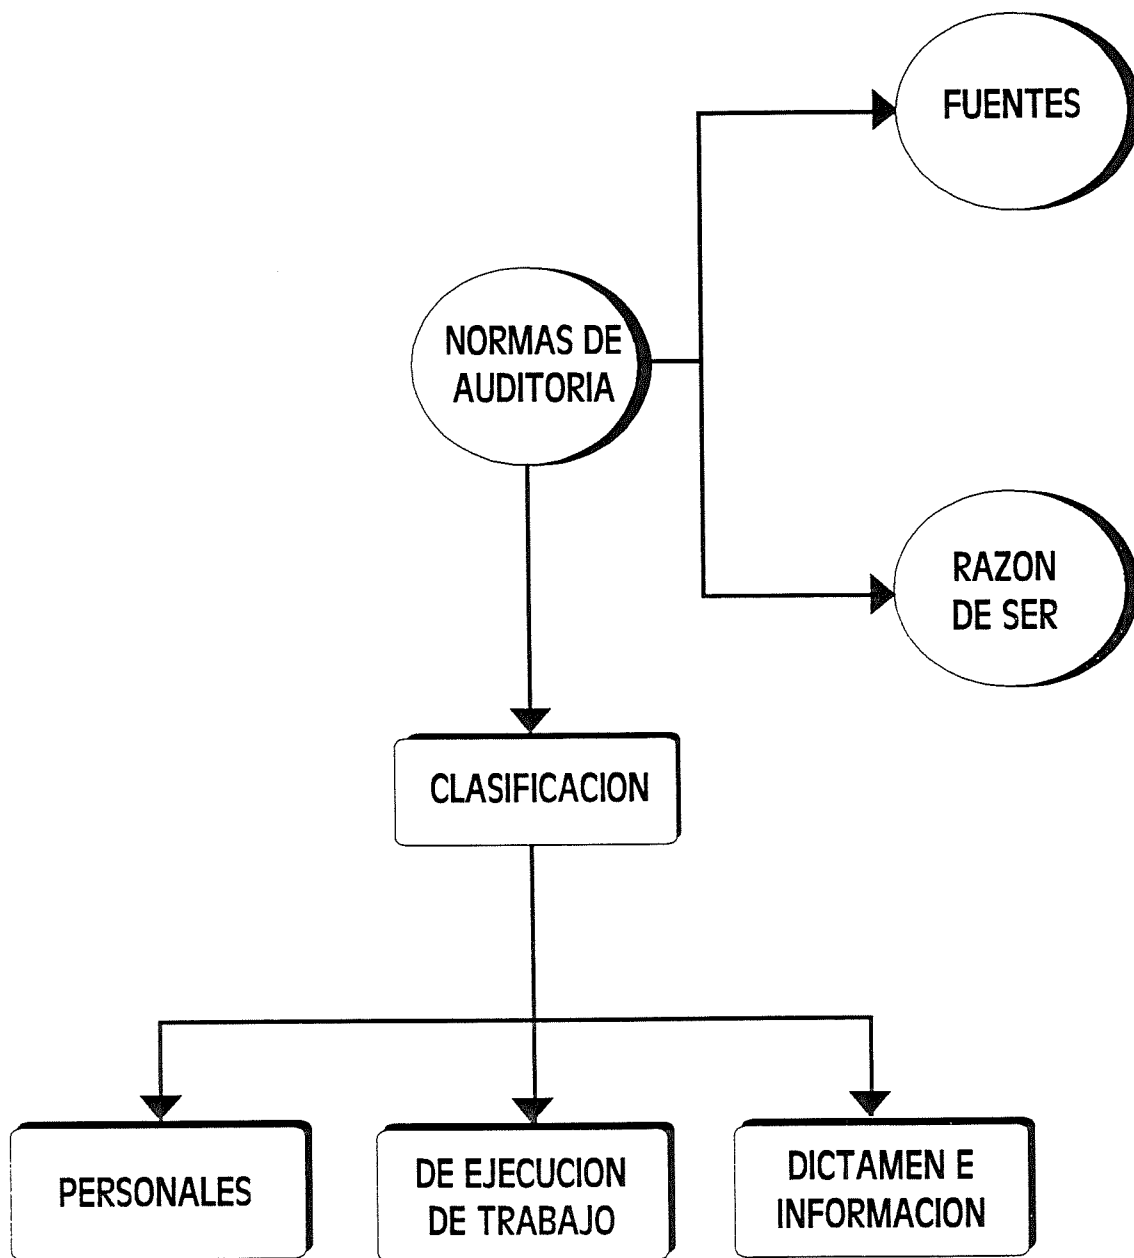 FUENTES
NORMAS DE
AUDITORIA
RAZON
DE SER
CLASIFICACION
PERSONALES
DE EJECUCION
DE TRABAJO
DICTAMEN E
INFORMACION